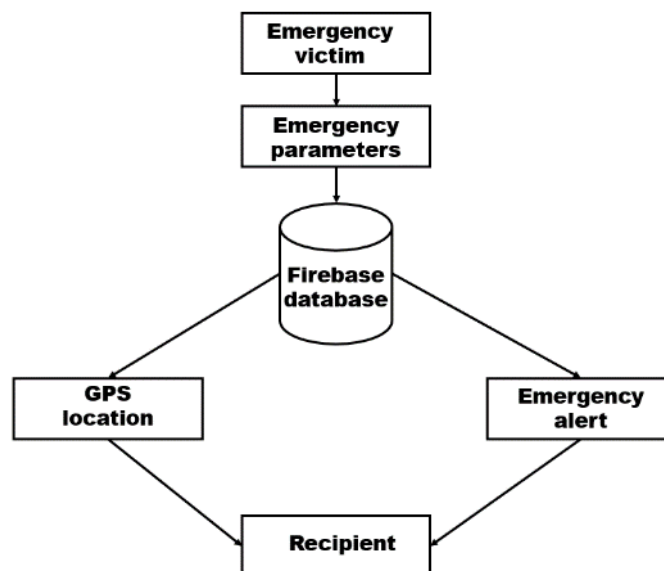 Emergency
victim
Emergency
parameters
Firebase
database
GPS
location
Emergency
alert
Recipient